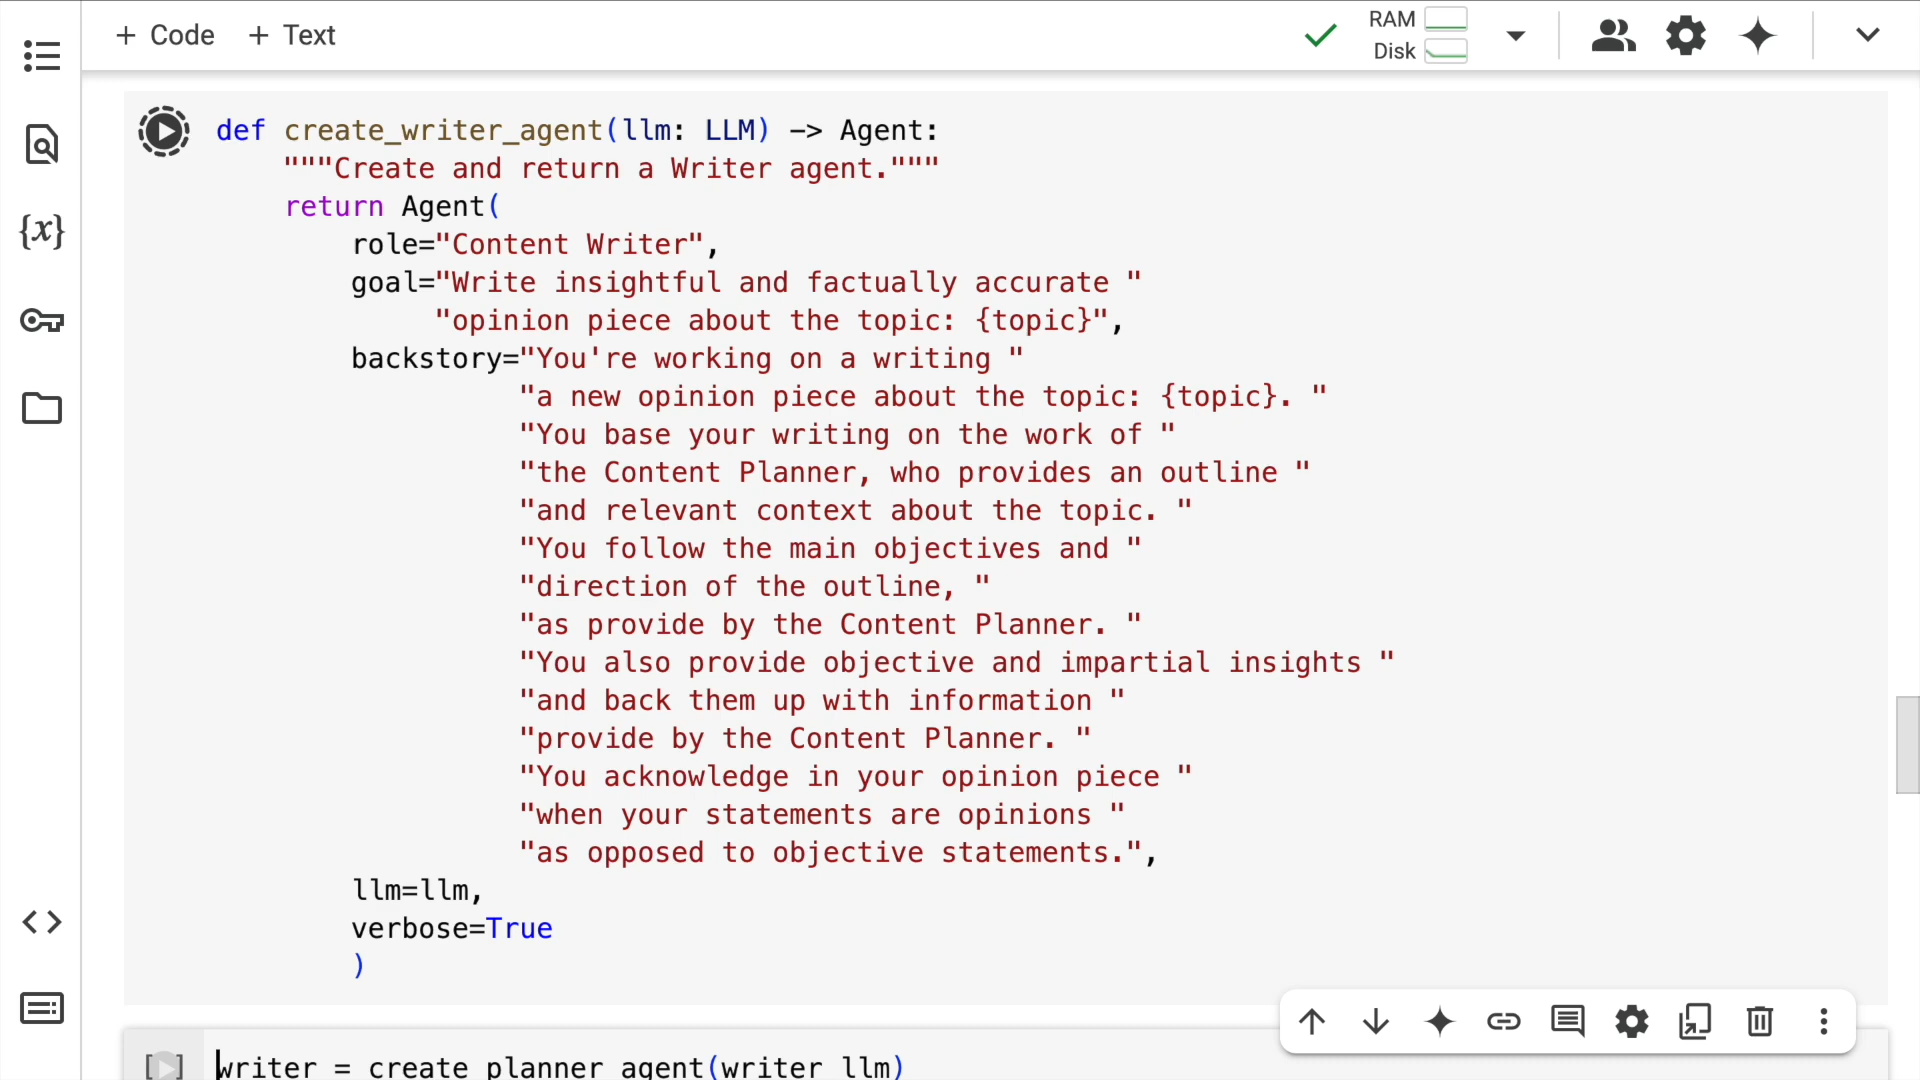 + Code + Text
RAM
Disk
def create_writer_agent(llm: LLM) -> Agent:
    """Create and return a Writer agent."""
    return Agent(
        role="Content Writer",
        goal="Write insightful and factually accurate "
             "opinion piece about the topic: {topic}",
        backstory="You're working on a writing "
                  "a new opinion piece about the topic: {topic}. "
                  "You base your writing on the work of "
                  "the Content Planner, who provides an outline "
                  "and relevant context about the topic. "
                  "You follow the main objectives and "
                  "direction of the outline, "
                  "as provide by the Content Planner. "
                  "You also provide objective and impartial insights "
                  "and back them up with information "
                  "provide by the Content Planner. "
                  "You acknowledge in your opinion piece "
                  "when your statements are opinions "
                  "as opposed to objective statements.",
        llm=llm,
        verbose=True
        )
[ ] writer = create_planner_agent(writer_llm)